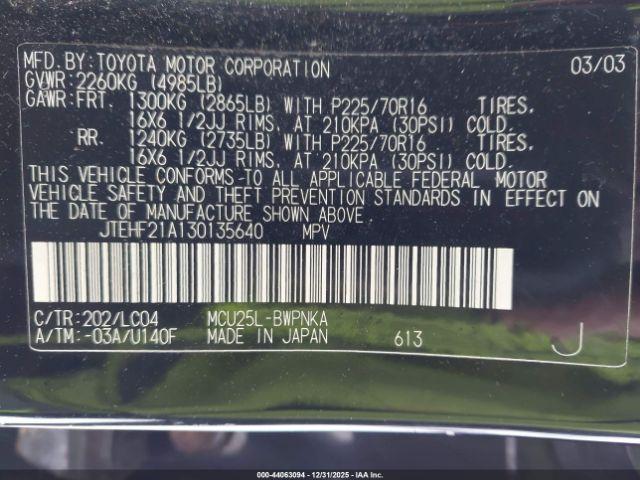 MFD. BY: TOYOTA MOTOR CORPORATION 03/03
GVWR: 2260KG (4985LB)
GAWR: FRT. 1300KG (2865LB) WITH P225/70R16 TIRES,
16X6 1/2JJ RIMS, AT 210KPA (30PSI) COLD.
RR. 1240KG (2735LB) WITH P225/70R16 TIRES,
16X6 1/2JJ RIMS, AT 210KPA (30PSI) COLD.
THIS VEHICLE CONFORMS TO ALL APPLICABLE FEDERAL MOTOR
VEHICLE SAFETY AND THEFT PREVENTION STANDARDS IN EFFECT ON
THE DATE OF MANUFACTURE SHOWN ABOVE.
JTEHF21A130135640 MPV
C/TR: 202/LC04 MCU25L-BWPNKA
A/TM: -03A/U140F MADE IN JAPAN 613 J
000-44063094 - 12/31/2025 - IAA Inc.